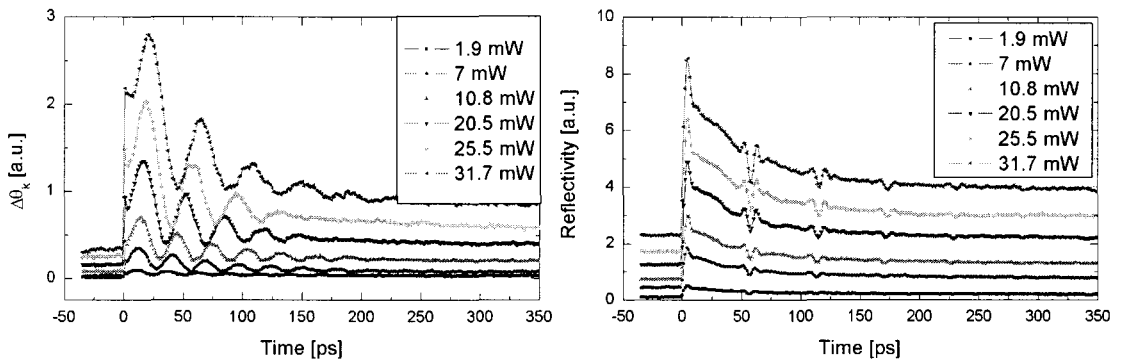 Δθk [a.u.]
3
2
1
0
1.9 mW
7 mW
10.8 mW
20.5 mW
25.5 mW
31.7 mW
-50 0 50 100 150 200 250 300 350
Time [ps]
Reflectivity [a.u.]
10
8
6
4
2
0
1.9 mW
7 mW
10.8 mW
20.5 mW
25.5 mW
31.7 mW
-50 0 50 100 150 200 250 300 350
Time [ps]